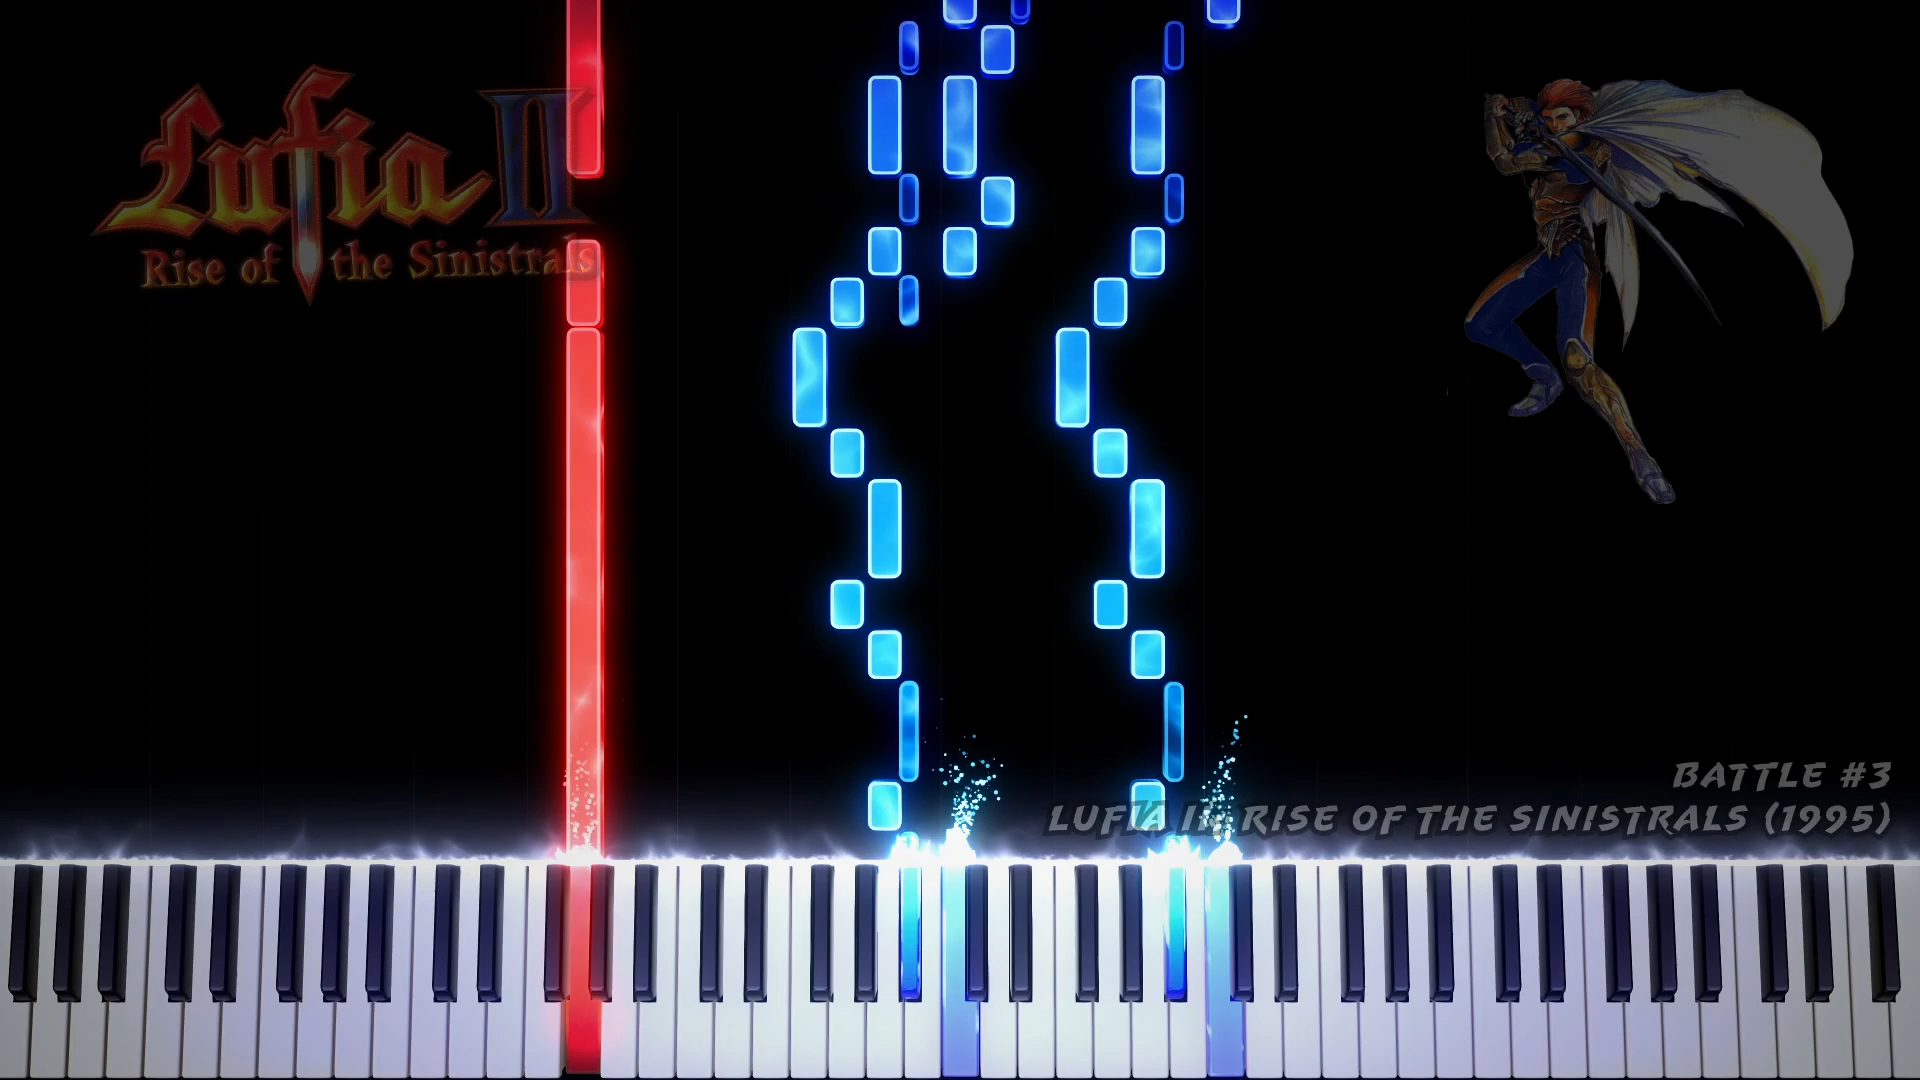 Lufia II
Rise of the Sinistrals
BATTLE #3
LUFIA II: RISE OF THE SINISTRALS (1995)